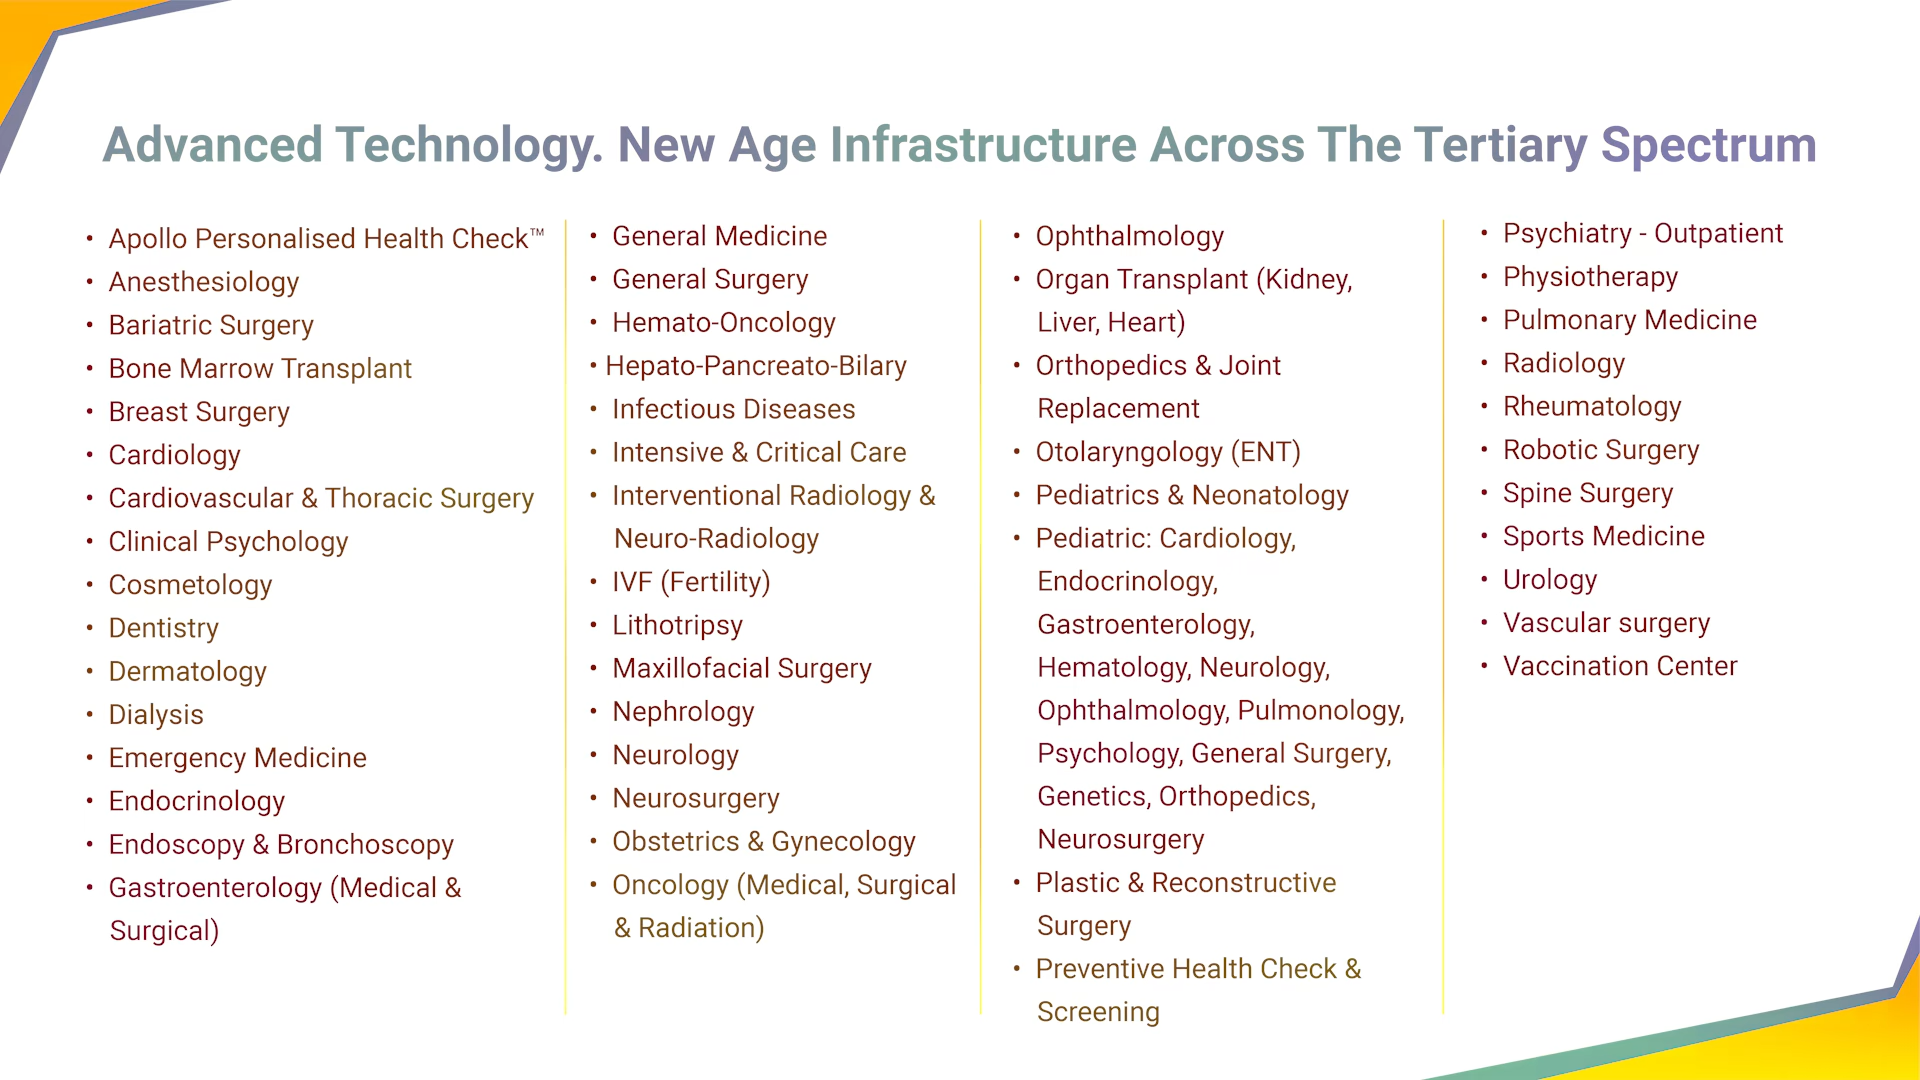 Advanced Technology. New Age Infrastructure Across The Tertiary Spectrum
• Apollo Personalised Health Check™
• Anesthesiology
• Bariatric Surgery
• Bone Marrow Transplant
• Breast Surgery
• Cardiology
• Cardiovascular & Thoracic Surgery
• Clinical Psychology
• Cosmetology
• Dentistry
• Dermatology
• Dialysis
• Emergency Medicine
• Endocrinology
• Endoscopy & Bronchoscopy
• Gastroenterology (Medical &
Surgical)
• General Medicine
• General Surgery
• Hemato-Oncology
• Hepato-Pancreato-Bilary
• Infectious Diseases
• Intensive & Critical Care
• Interventional Radiology &
Neuro-Radiology
• IVF (Fertility)
• Lithotripsy
• Maxillofacial Surgery
• Nephrology
• Neurology
• Neurosurgery
• Obstetrics & Gynecology
• Oncology (Medical, Surgical
& Radiation)
• Ophthalmology
• Organ Transplant (Kidney,
Liver, Heart)
• Orthopedics & Joint
Replacement
• Otolaryngology (ENT)
• Pediatrics & Neonatology
• Pediatric: Cardiology,
Endocrinology,
Gastroenterology,
Hematology, Neurology,
Ophthalmology, Pulmonology,
Psychology, General Surgery,
Genetics, Orthopedics,
Neurosurgery
• Plastic & Reconstructive
Surgery
• Preventive Health Check &
Screening
• Psychiatry - Outpatient
• Physiotherapy
• Pulmonary Medicine
• Radiology
• Rheumatology
• Robotic Surgery
• Spine Surgery
• Sports Medicine
• Urology
• Vascular surgery
• Vaccination Center